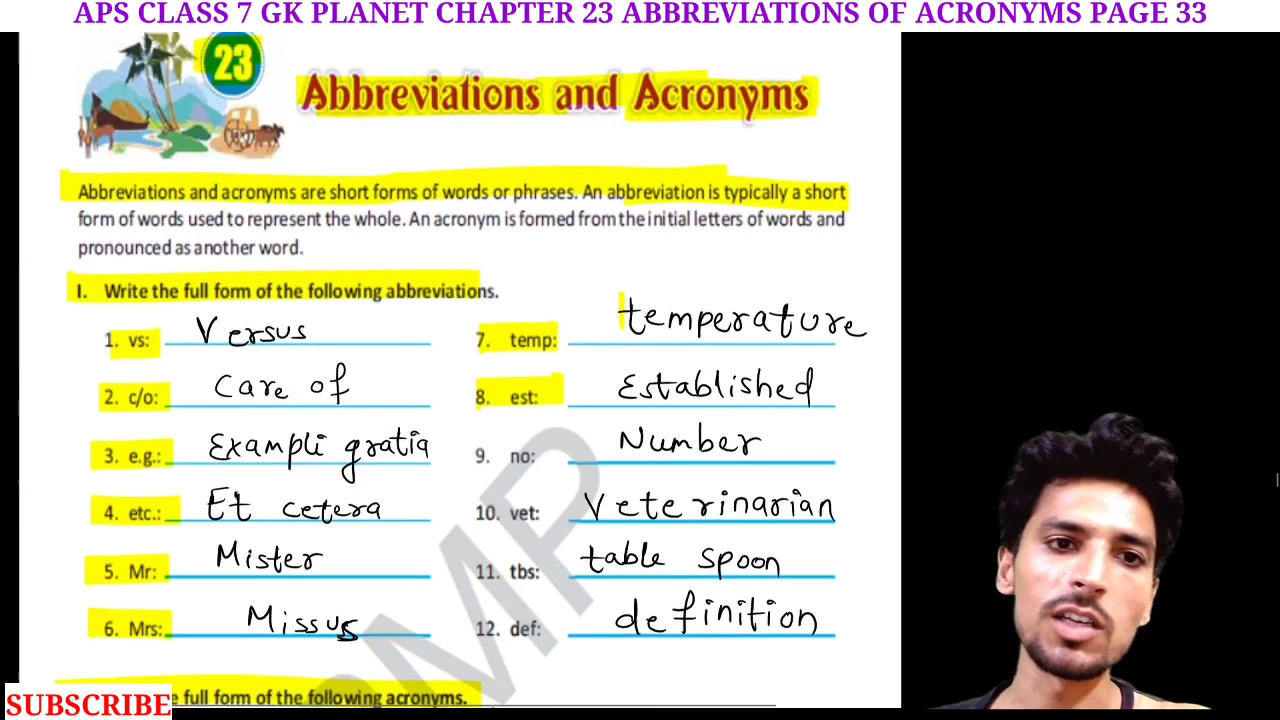 APS CLASS 7 GK PLANET CHAPTER 23 ABBREVIATIONS OF ACRONYMS PAGE 33
23
Abbreviations and Acronyms
Abbreviations and acronyms are short forms of words or phrases. An abbreviation is typically a short
form of words used to represent the whole. An acronym is formed from the initial letters of words and
pronounced as another word.
I. Write the full form of the following abbreviations.
1. vs: Versus
2. c/o: Care of
3. e.g.: Exampli gratia
4. etc.: Et cetera
5. Mr: Mister
6. Mrs: Missus
7. temp: temperature
8. est: Established
9. no: Number
10. vet: Veterinarian
11. tbs: table spoon
12. def: definition
full form of the following acronyms.
SUBSCRIBE